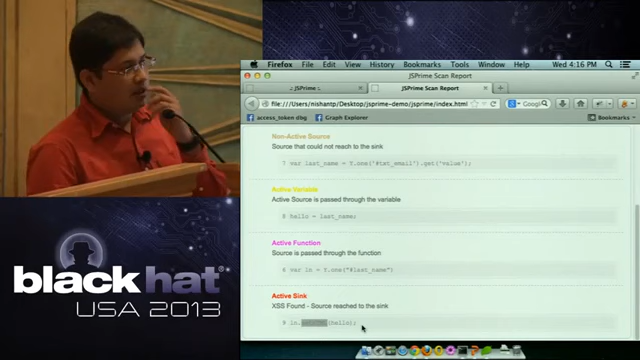 Firefox File Edit View History Bookmarks Tools Window Help
Wed 4:16 PM
JSPrime Scan Report
.: JSPrime :.
JSPrime Scan Report
file:///Users/nishantp/Desktop/jsprime-demo/jsprime/index.html
Googl
access_token dbg
Graph Explorer
Bookmarks
Non-Active Source
Source that could not reach to the sink
7 var last_name = Y.one('#txt_email').get('value');
Active Variable
Active Source is passed through the variable
8 hello = last_name;
Active Function
Source is passed through the function
6 var ln = Y.one("#last_name")
Active Sink
XSS Found - Source reached to the sink
9 ln.(hello);
black hat
USA 2013